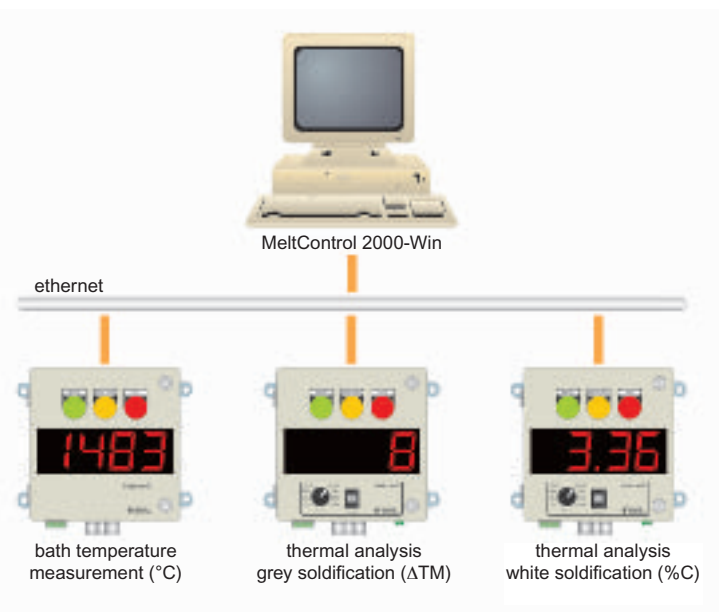 MeltControl 2000-Win
ethernet
1483
8
3.36
bath temperature
measurement (°C)
thermal analysis
grey soldification (ΔTM)
thermal analysis
white soldification (%C)